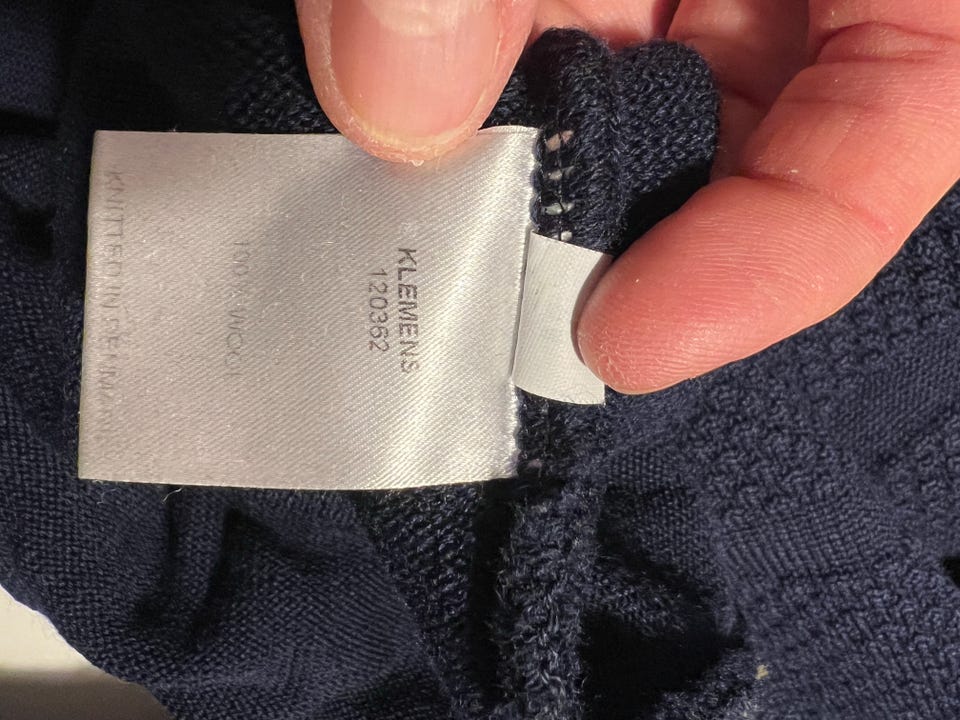 KLEMENS
120362
100% WOOL
KNITTED IN DENMARK